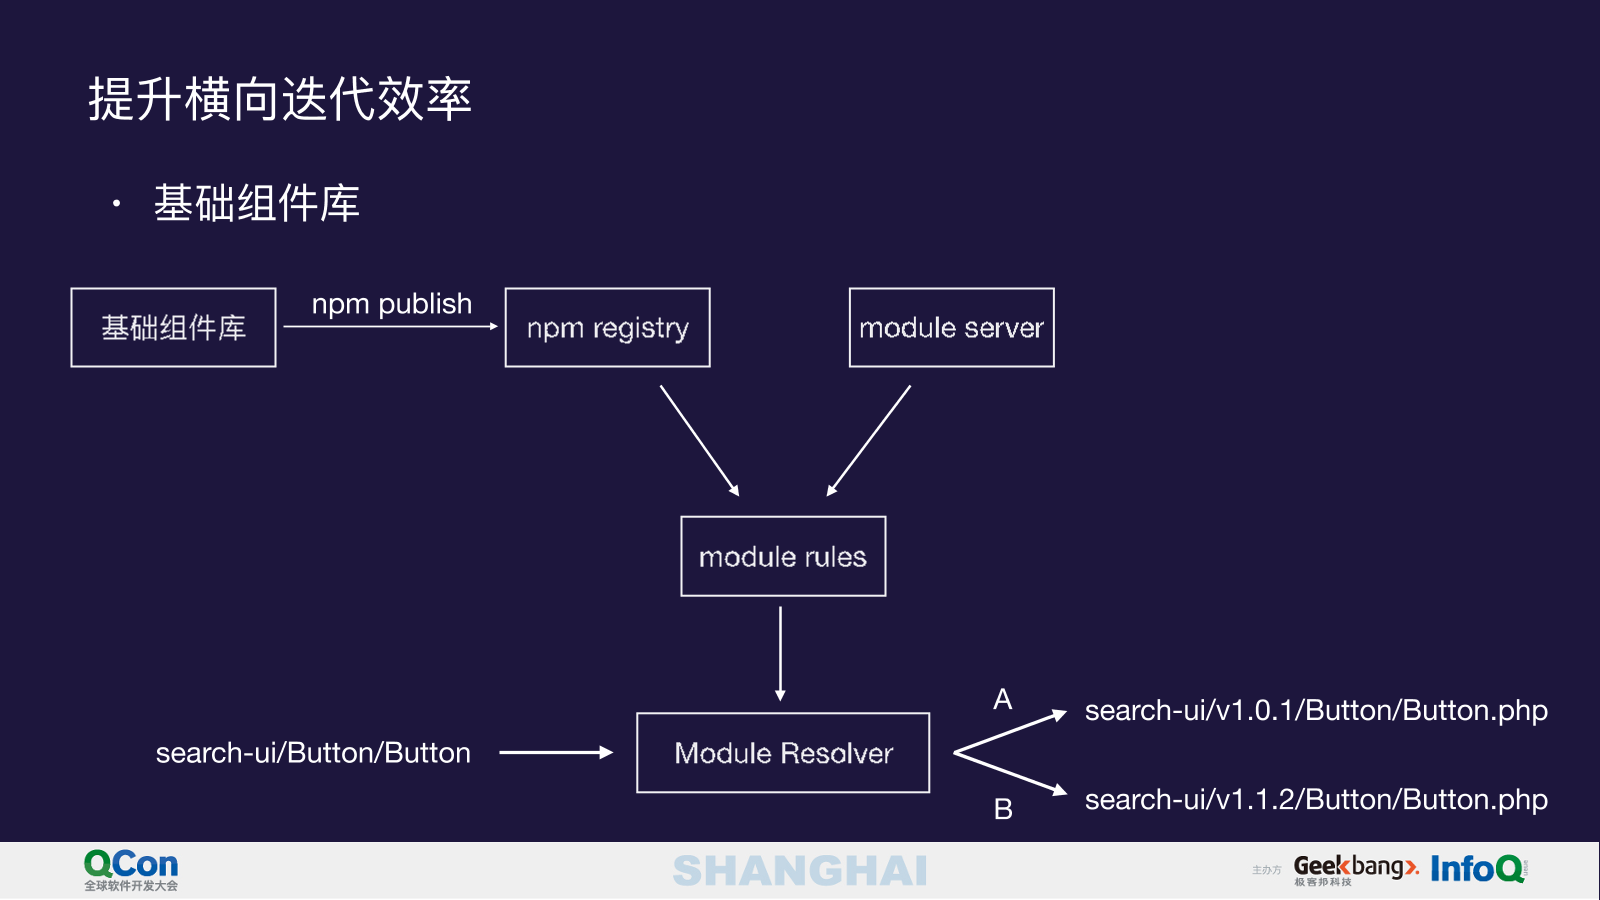 提升横向迭代效率
• 基础组件库
基础组件库
npm publish
npm registry
module server
module rules
search-ui/Button/Button
Module Resolver
A
search-ui/v1.0.1/Button/Button.php
B
search-ui/v1.1.2/Button/Button.php
QCon
全球软件开发大会
SHANGHAI
主办方
Geekbang>.
极客邦科技
InfoQ